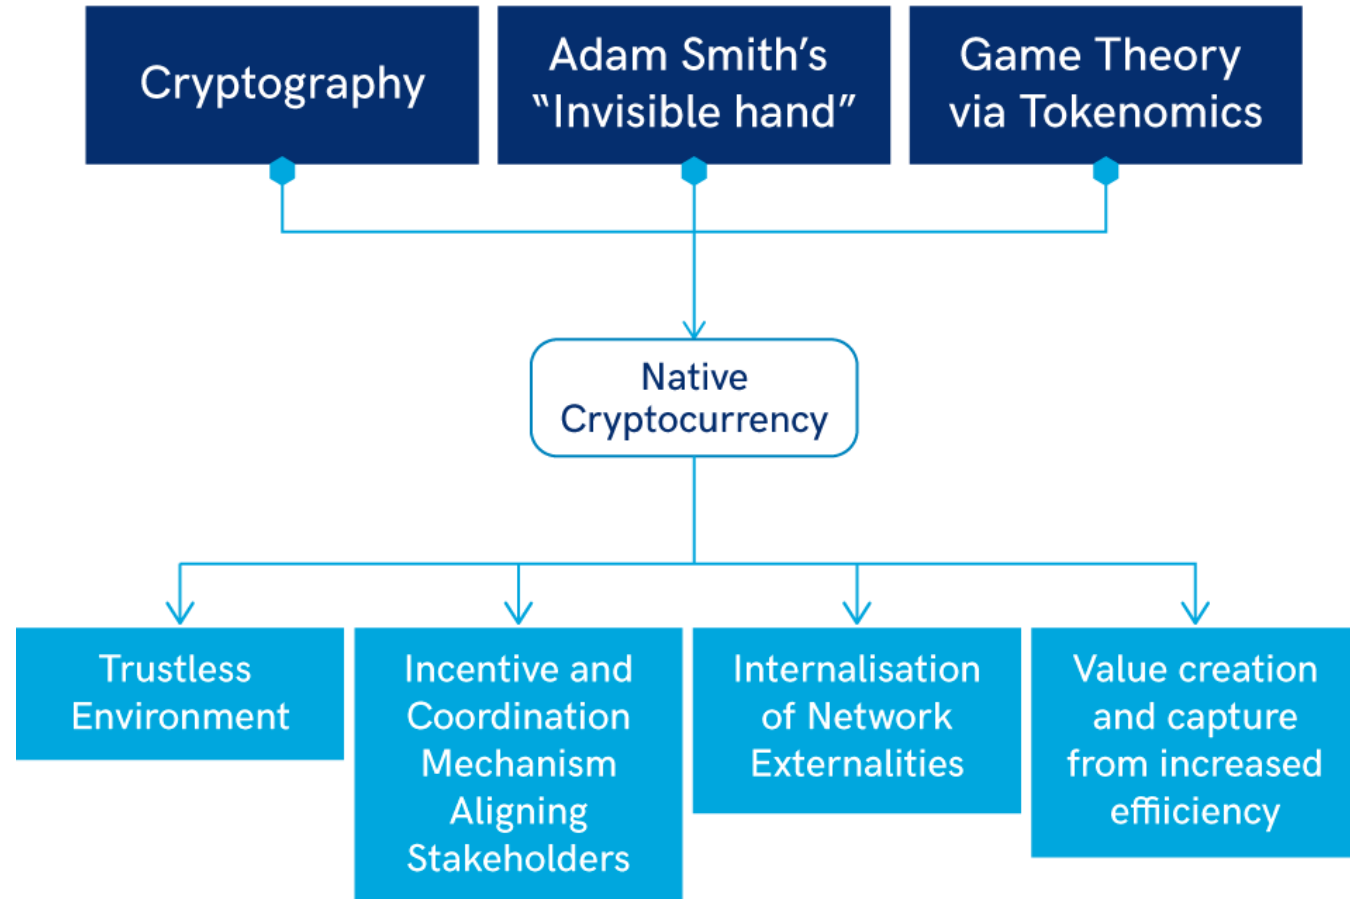 Cryptography
Adam Smith's
"Invisible hand"
Game Theory
via Tokenomics
Native
Cryptocurrency
Trustless
Environment
Incentive and
Coordination
Mechanism
Aligning
Stakeholders
Internalisation
of Network
Externalities
Value creation
and capture
from increased
effiiciency